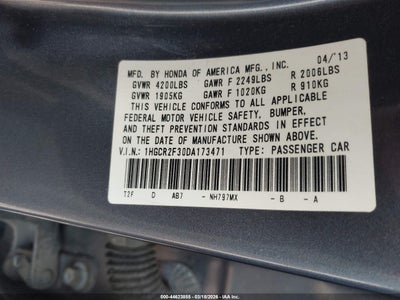 MFD. BY HONDA OF AMERICA MFG., INC. 04/'13
GVWR 4200LBS GAWR F 2249LBS R 2006LBS
GVWR 1905KG GAWR F 1020KG R 910KG
THIS VEHICLE CONFORMS TO ALL APPLICABLE
FEDERAL MOTOR VEHICLE SAFETY, BUMPER,
AND THEFT PREVENTION STANDARDS IN EFFECT
ON THE DATE OF MANUFACTURE SHOWN ABOVE.
V.I.N.: 1HGCR2F30DA173471 TYPE: PASSENGER CAR
T2F D AB7 - NH797MX - B - A
000-44623055 - 03/18/2026 - IAA Inc.